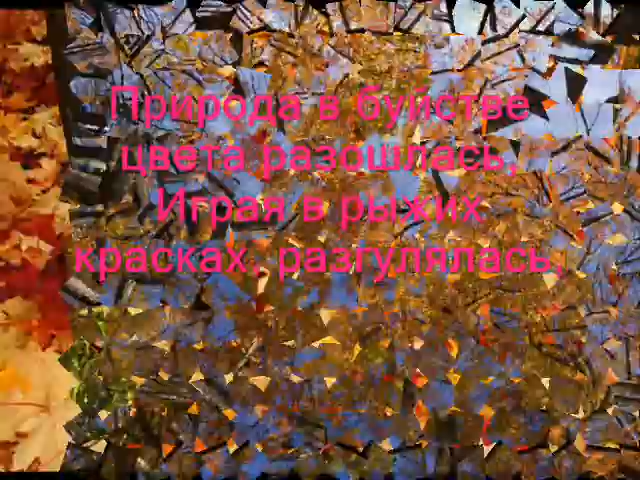 Природа в буйстве
цвета разошлась,
Играя в рыжих
красках, разгулялась.